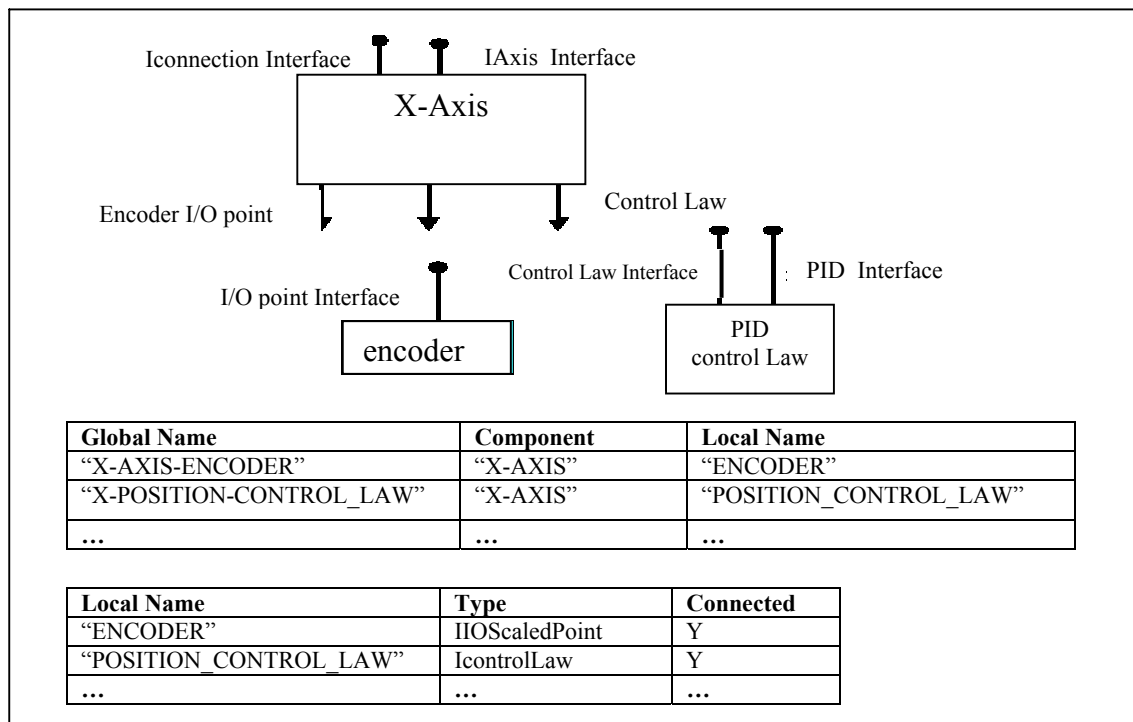 Iconnection Interface
IAxis Interface
X-Axis
Encoder I/O point
Control Law
Control Law Interface
: PID Interface
I/O point Interface
encoder
PID
control Law
Global Name Component Local Name
“X-AXIS-ENCODER” “X-AXIS” “ENCODER”
“X-POSITION-CONTROL_LAW” “X-AXIS” “POSITION_CONTROL_LAW”
… … …
Local Name Type Connected
“ENCODER” IIOScaledPoint Y
“POSITION_CONTROL_LAW” IcontrolLaw Y
… … …